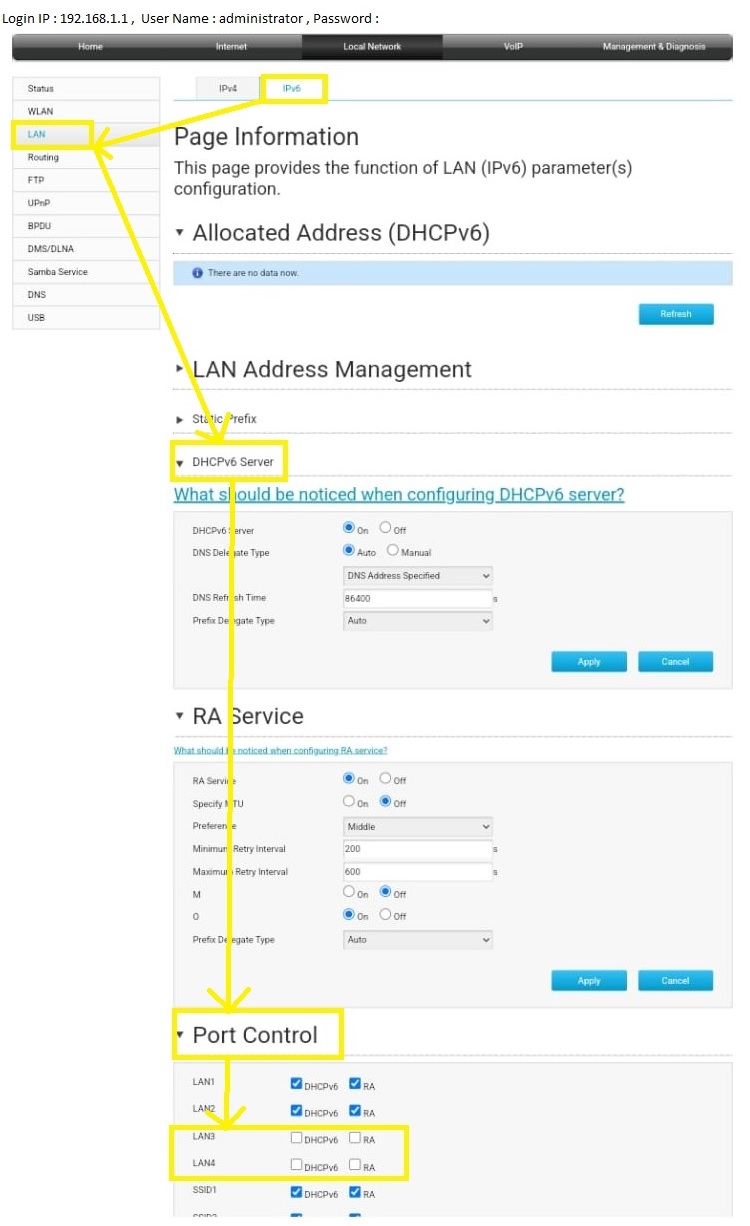 Login IP : 192.168.1.1 , User Name : administrator , Password :
Home Internet Local Network VoIP Management & Diagnosis
Status
WLAN
LAN
Routing
FTP
UPnP
BPDU
DMS/DLNA
Samba Service
DNS
USB
IPv4 IPv6
Page Information
This page provides the function of LAN (IPv6) parameter(s)
configuration.
Allocated Address (DHCPv6)
There are no data now.
Refresh
LAN Address Management
Static Prefix
DHCPv6 Server
What should be noticed when configuring DHCPv6 server?
DHCPv6 Server On Off
DNS Delegate Type Auto Manual
DNS Address Specified
DNS Refresh Time 86400 s
Prefix Delegate Type Auto
Apply Cancel
RA Service
What should be noticed when configuring RA service?
RA Service On Off
Specify MTU On Off
Preference Middle
Minimum Retry Interval 200 s
Maximum Retry Interval 600 s
M On Off
O On Off
Prefix Delegate Type Auto
Apply Cancel
Port Control
LAN1 DHCPv6 RA
LAN2 DHCPv6 RA
LAN3 DHCPv6 RA
LAN4 DHCPv6 RA
SSID1 DHCPv6 RA